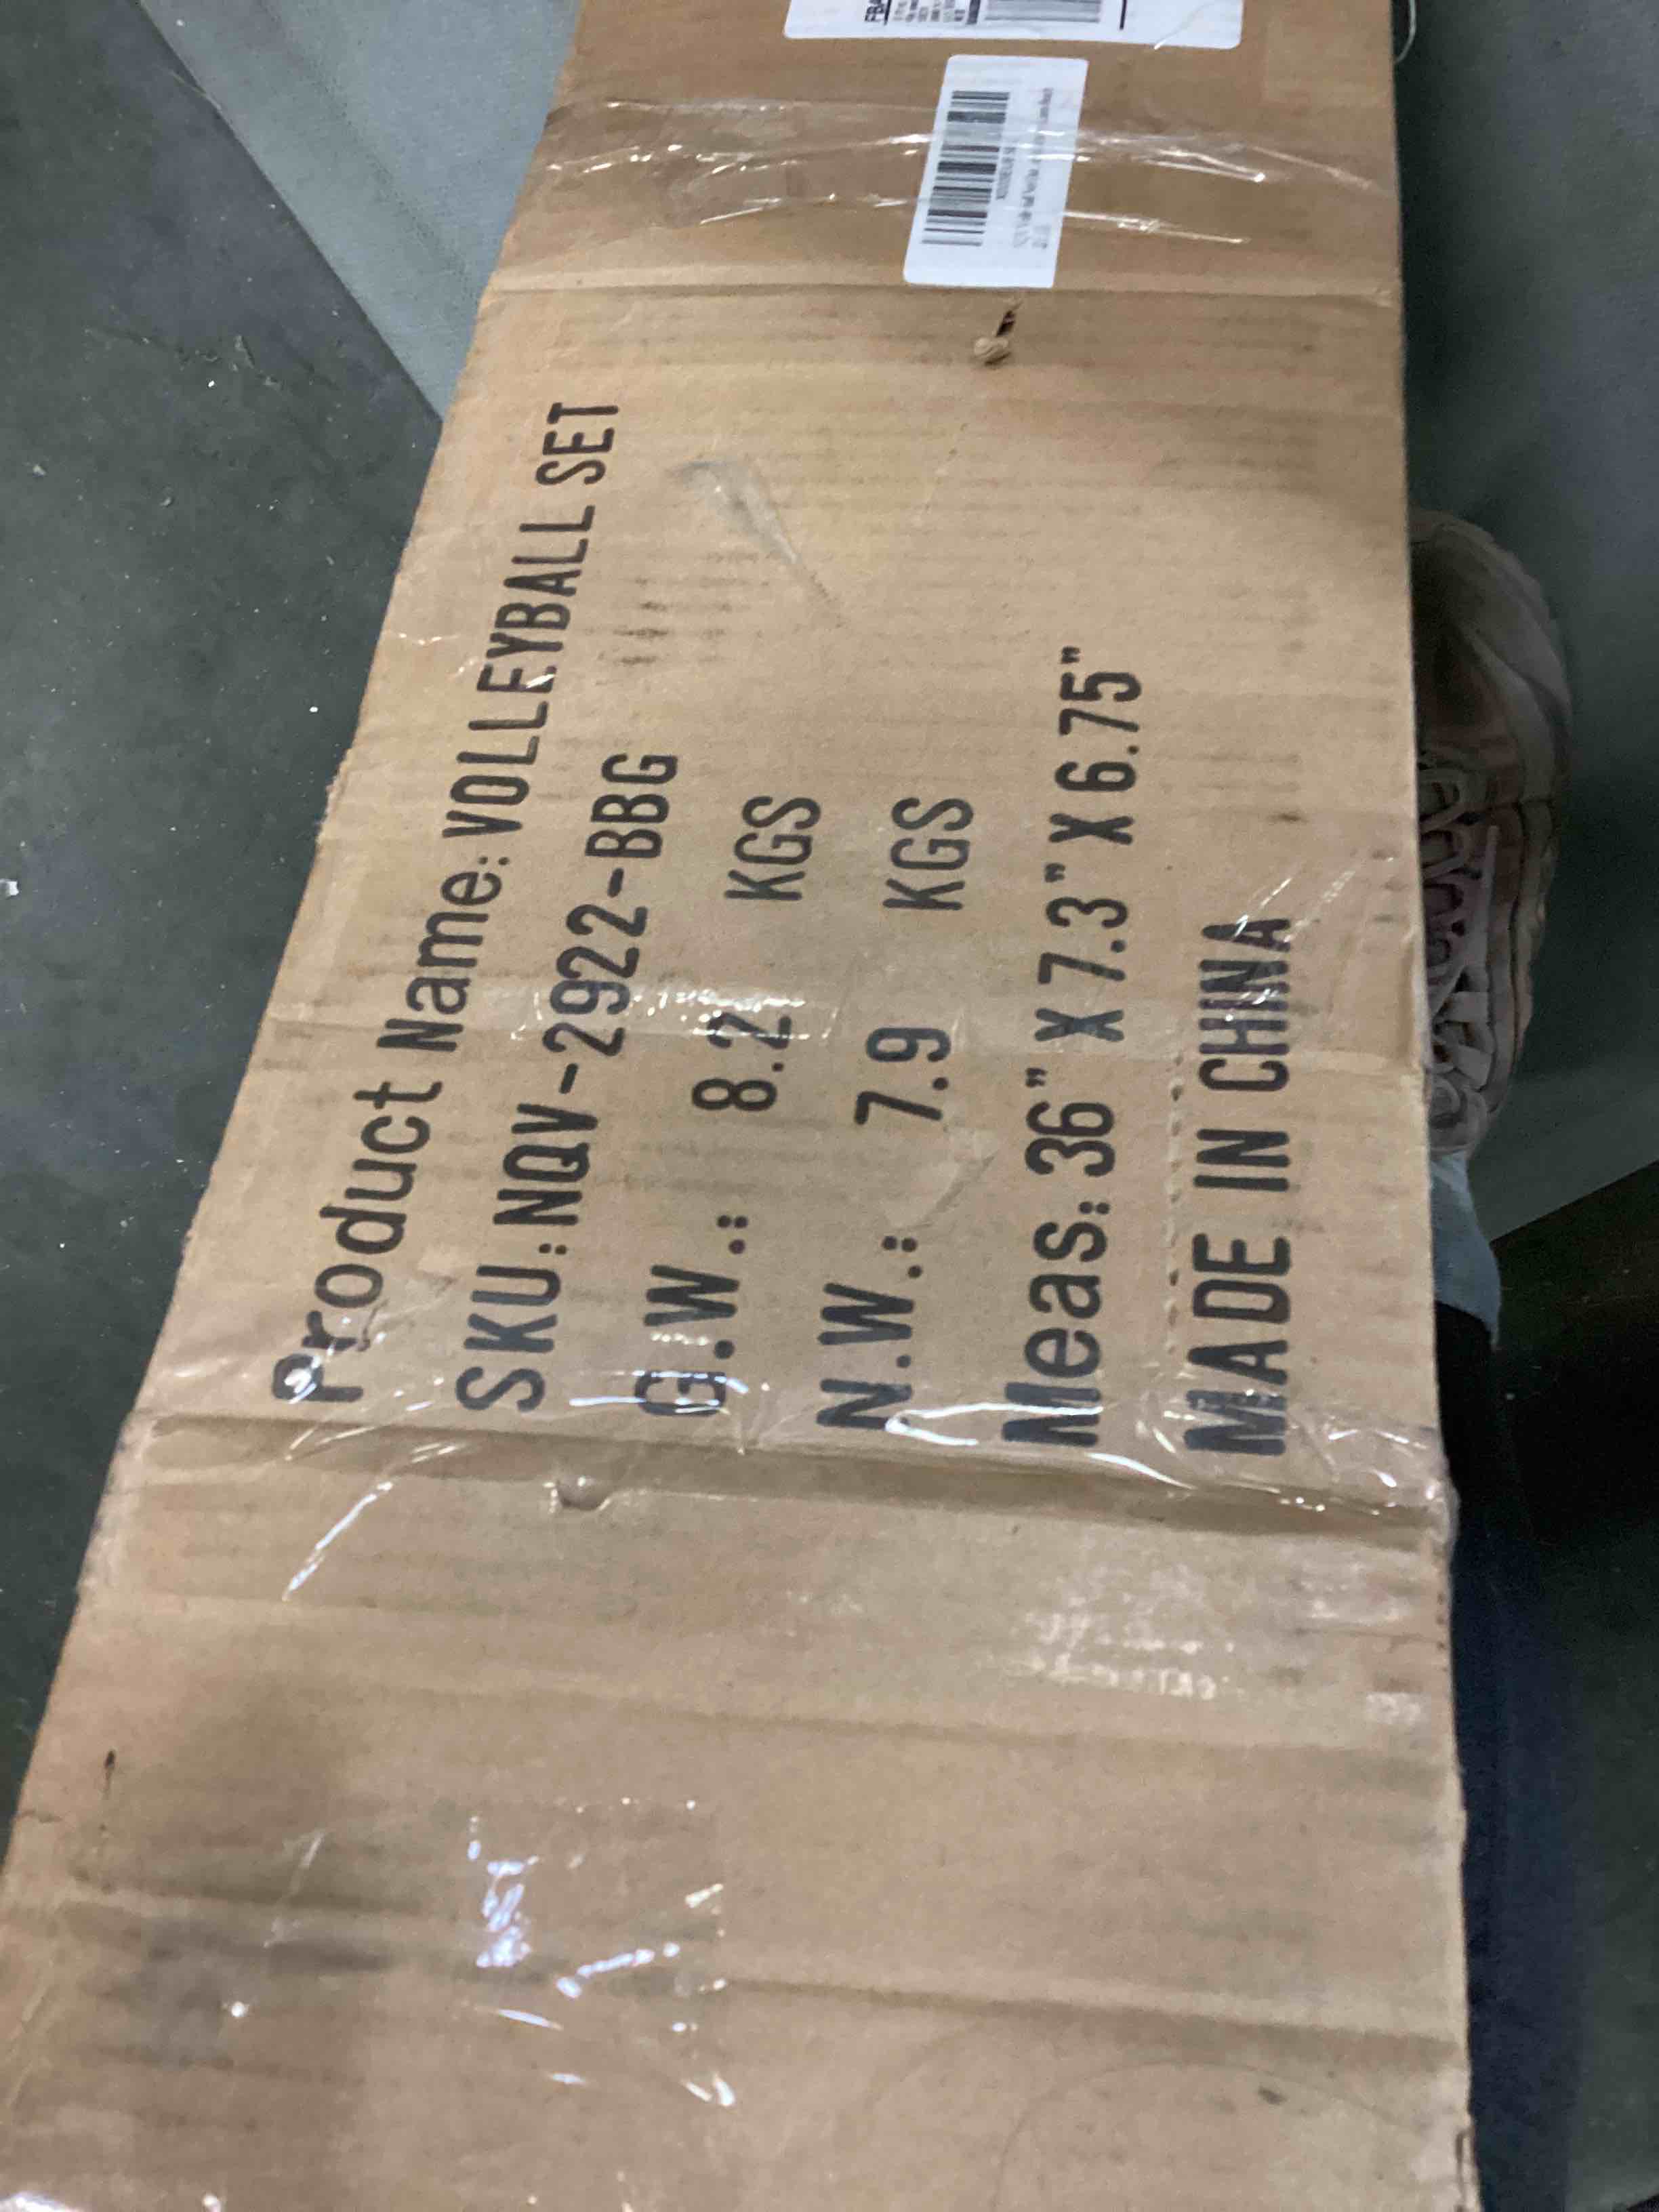 Product Name: VOLLEYBALL SET
SKU: NQV-2922-BBG
G.W.: 8.2 KGS
N.W.: 7.9 KGS
Meas: 36" X 7.3" X 6.75"
MADE IN CHINA
FBA